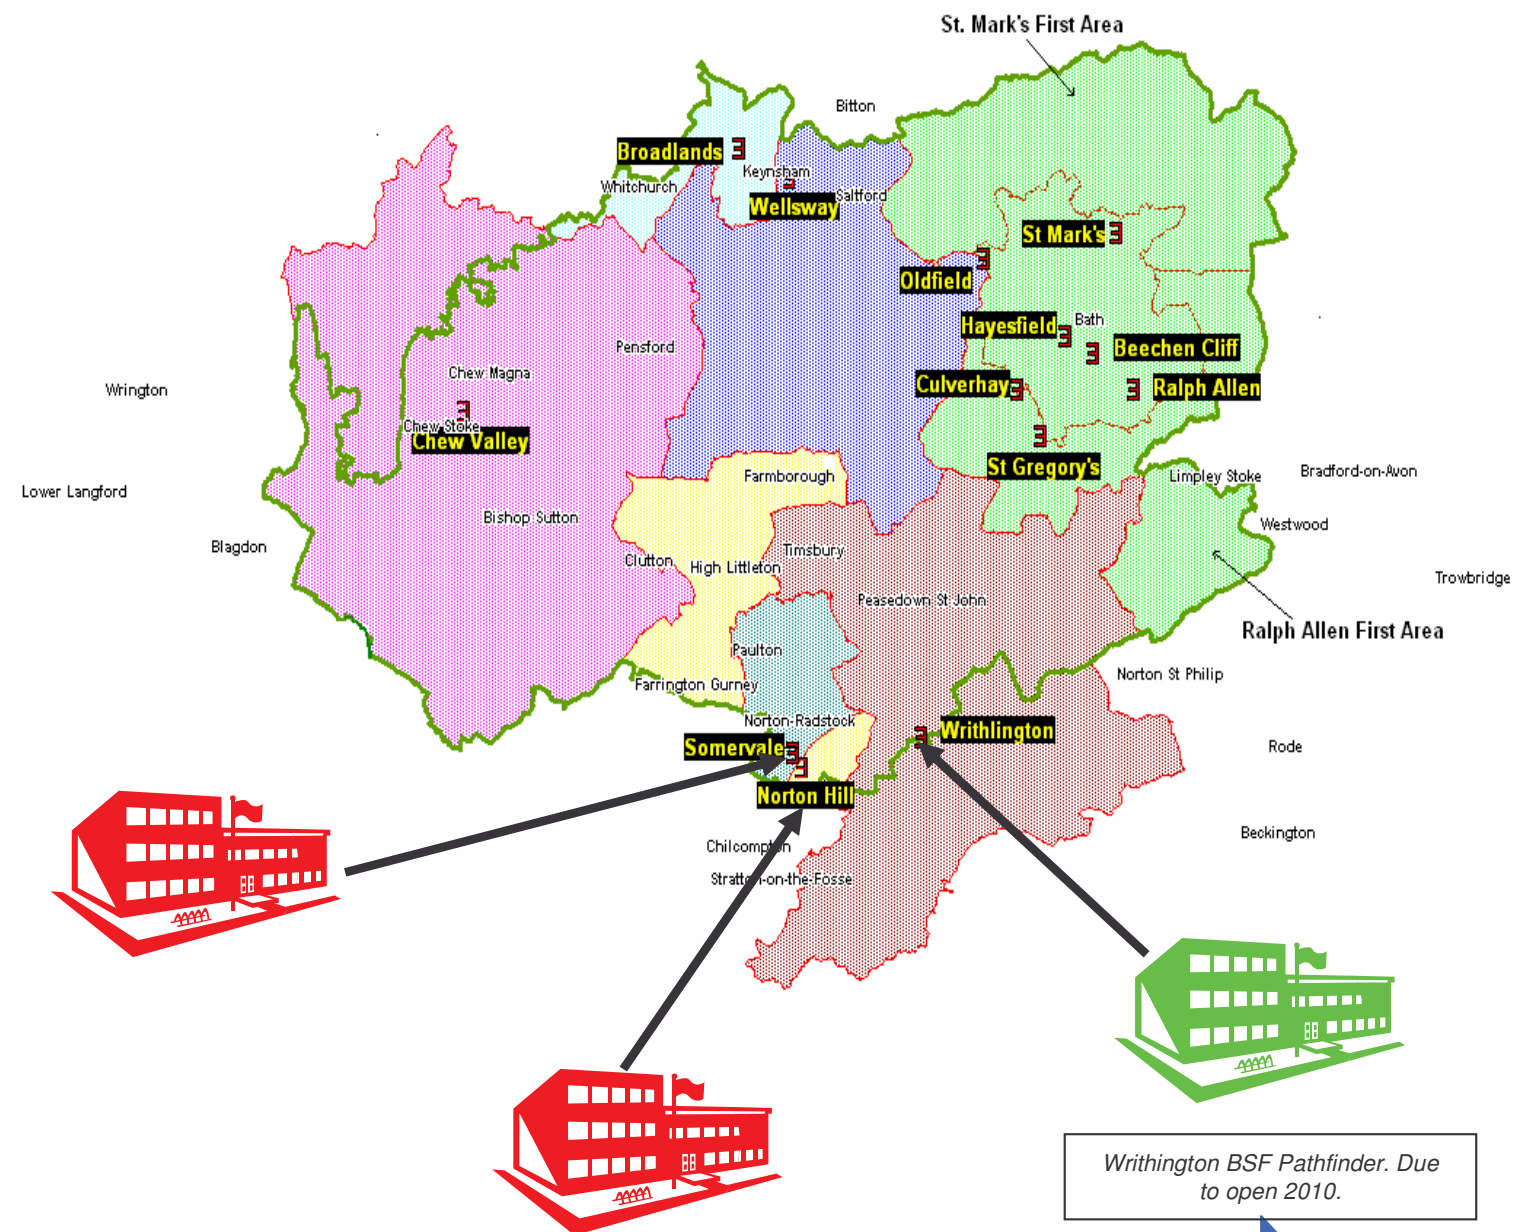 St. Mark's First Area
Bitton
Broadlands
Keynsham
Whitchurch
Wellsway
Saltford
St Mark's
Oldfield
Hayesfield
Bath
Beechen Cliff
Pensford
Chew Magna
Culverhay
Ralph Allen
Wrington
Chew Stoke
Chew Valley
St Gregory's
Farmborough
Limpley Stoke
Bradford-on-Avon
Lower Langford
Bishop Sutton
Westwood
Blagdon
Timsbury
Clutton
High Littleton
Trowbridge
Peasedown St John
Ralph Allen First Area
Paulton
Norton St Philip
Farrington Gurney
Norton-Radstock
Writhlington
Somervale
Rode
Norton Hill
Beckington
Chilcompton
Stratton-on-the-Fosse
Writhington BSF Pathfinder. Due
to open 2010.